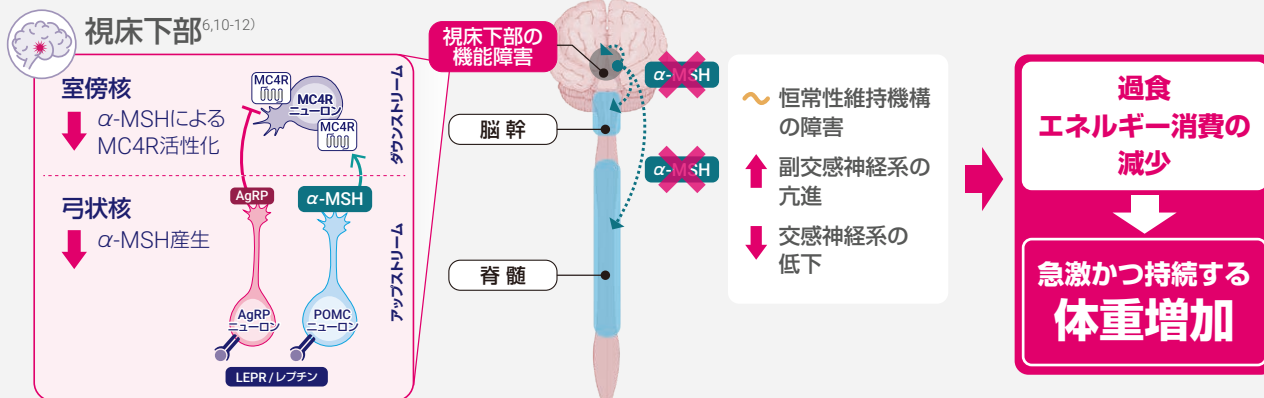 視床下部6,10-12)
室傍核
α-MSHによる
MC4R活性化
MC4R
MC4R
ニューロン
MC4R
ダウンストリーム
弓状核
α-MSH産生
AgRP
α-MSH
アップストリーム
AgRP
ニューロン
POMC
ニューロン
LEPR/レプチン
視床下部の
機能障害
脳幹
脊髄
α-MSH
α-MSH
恒常性維持機構
の障害
副交感神経系の
亢進
交感神経系の
低下
過食
エネルギー消費の
減少
急激かつ持続する
体重増加